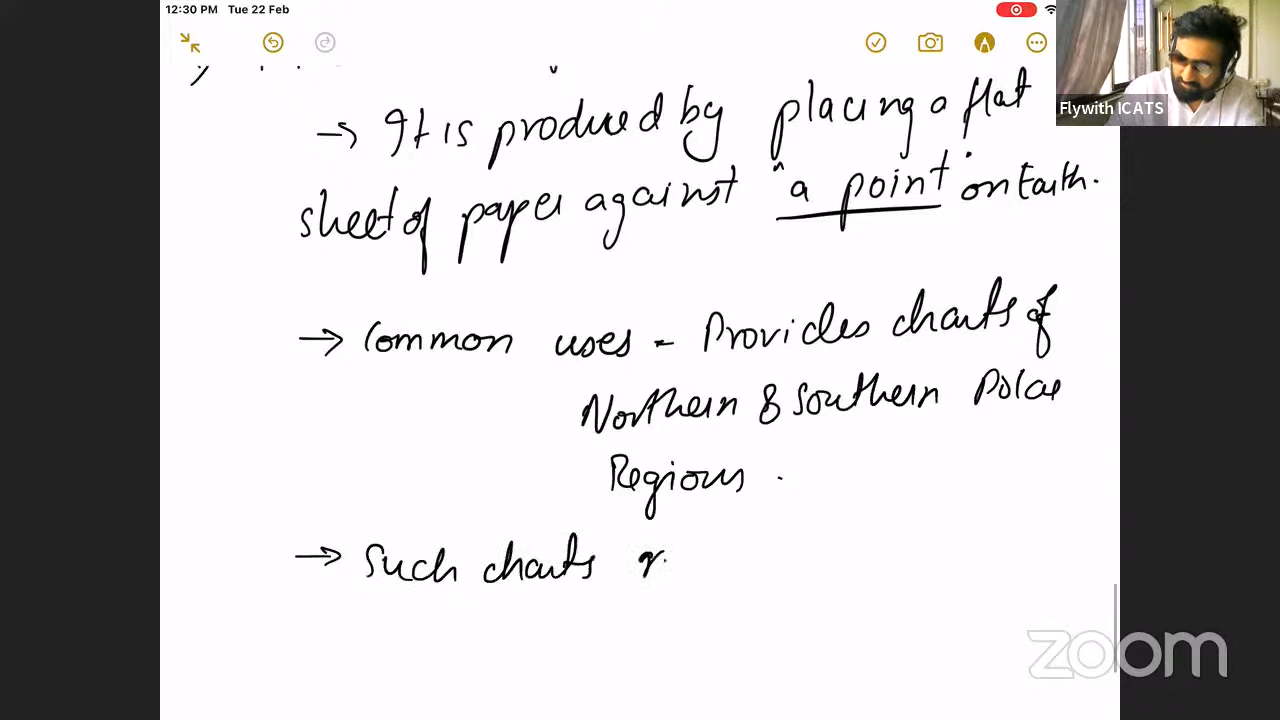 12:30 PM Tue 22 Feb
Flywith ICATS
→ It is produced by placing a flat
sheet of paper against "a point" on Earth.
→ Common uses - Provides charts of
Northern & Southern Polar
Regions.
→ Such charts
zoom